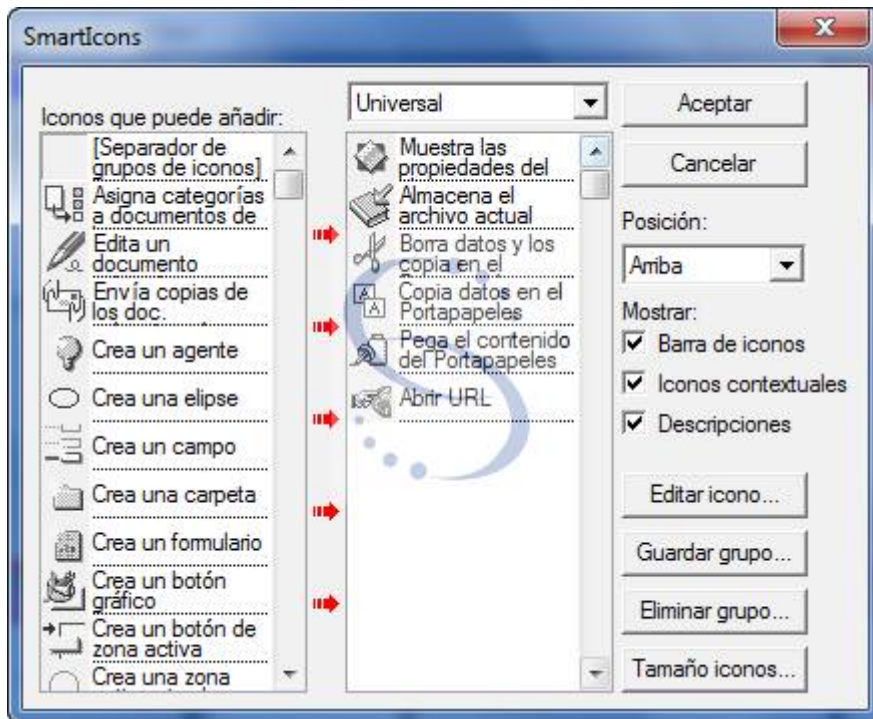 SmartIcons
Iconos que puede añadir:
[Separador de
grupos de iconos]
Asigna categorías
a documentos de
Edita un
documento
Envía copias de
los doc.
Crea un agente
Crea una elipse
Crea un campo
Crea una carpeta
Crea un formulario
Crea un botón
gráfico
Crea un botón de
zona activa
Crea una zona
Universal
Muestra las
propiedades del
Almacena el
archivo actual
Borra datos y los
copia en el
Copia datos en el
Portapapeles
Pega el contenido
del Portapapeles
Abrir URL
Aceptar
Cancelar
Posición:
Arriba
Mostrar:
Barra de iconos
Iconos contextuales
Descripciones
Editar icono...
Guardar grupo...
Eliminar grupo...
Tamaño iconos...